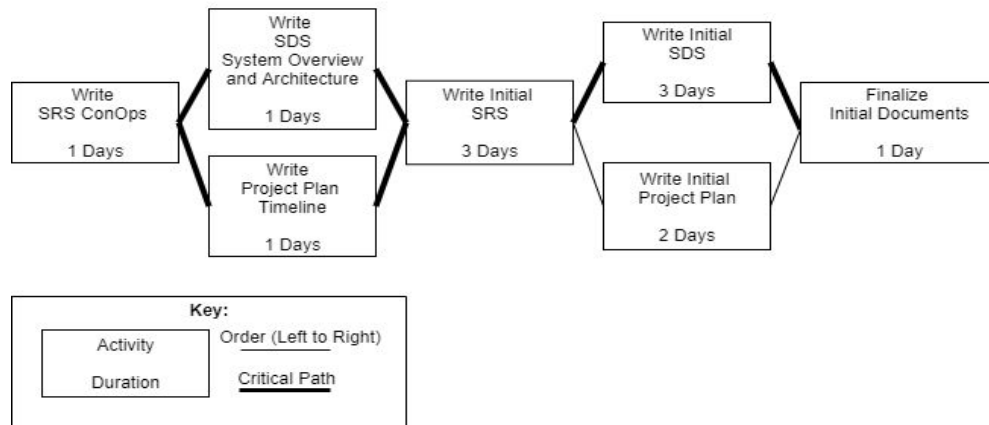 Write
SRS ConOps
1 Days
Write
SDS
System Overview
and Architecture
1 Days
Write
Project Plan
Timeline
1 Days
Write Initial
SRS
3 Days
Write Initial
SDS
3 Days
Write Initial
Project Plan
2 Days
Finalize
Initial Documents
1 Day
Key:
Activity
Duration
Order (Left to Right)
Critical Path